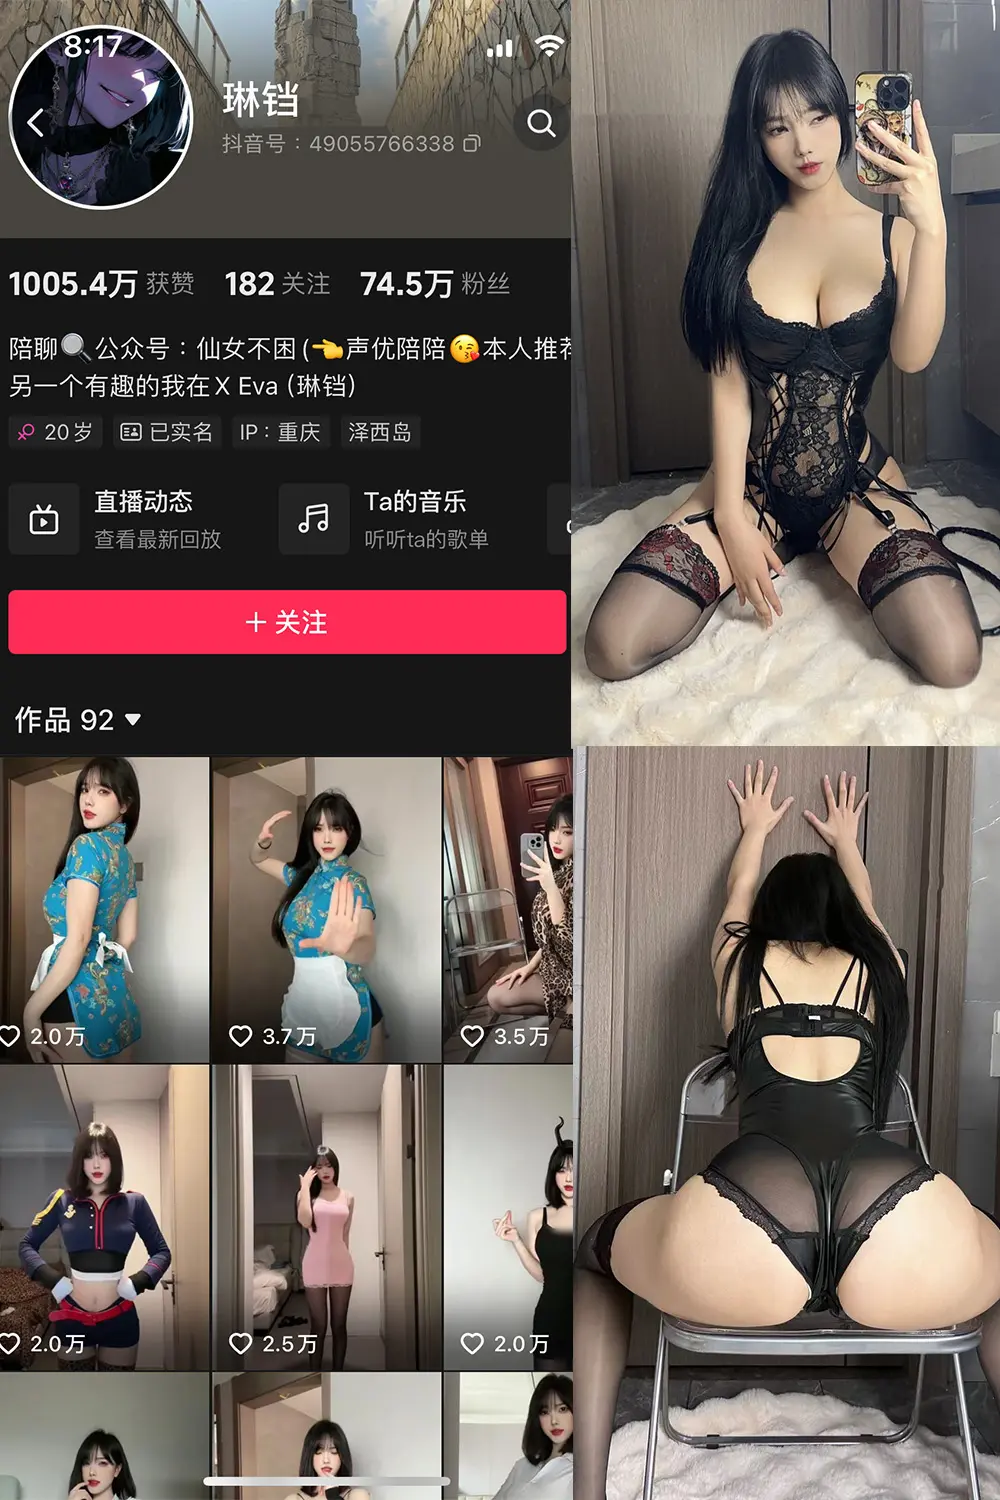 8:17
琳铛
抖音号：49055766338
1005.4万 获赞 182 关注 74.5万 粉丝
陪聊🔍公众号：仙女不困(👈声优陪陪😘本人推荐
另一个有趣的我在X Eva (琳铛)
20岁 已实名 IP：重庆 泽西岛
直播动态 Ta的音乐
查看最新回放 听听ta的歌单
＋关注
作品 92
2.0万 3.7万 3.5万
2.0万 2.5万 2.0万